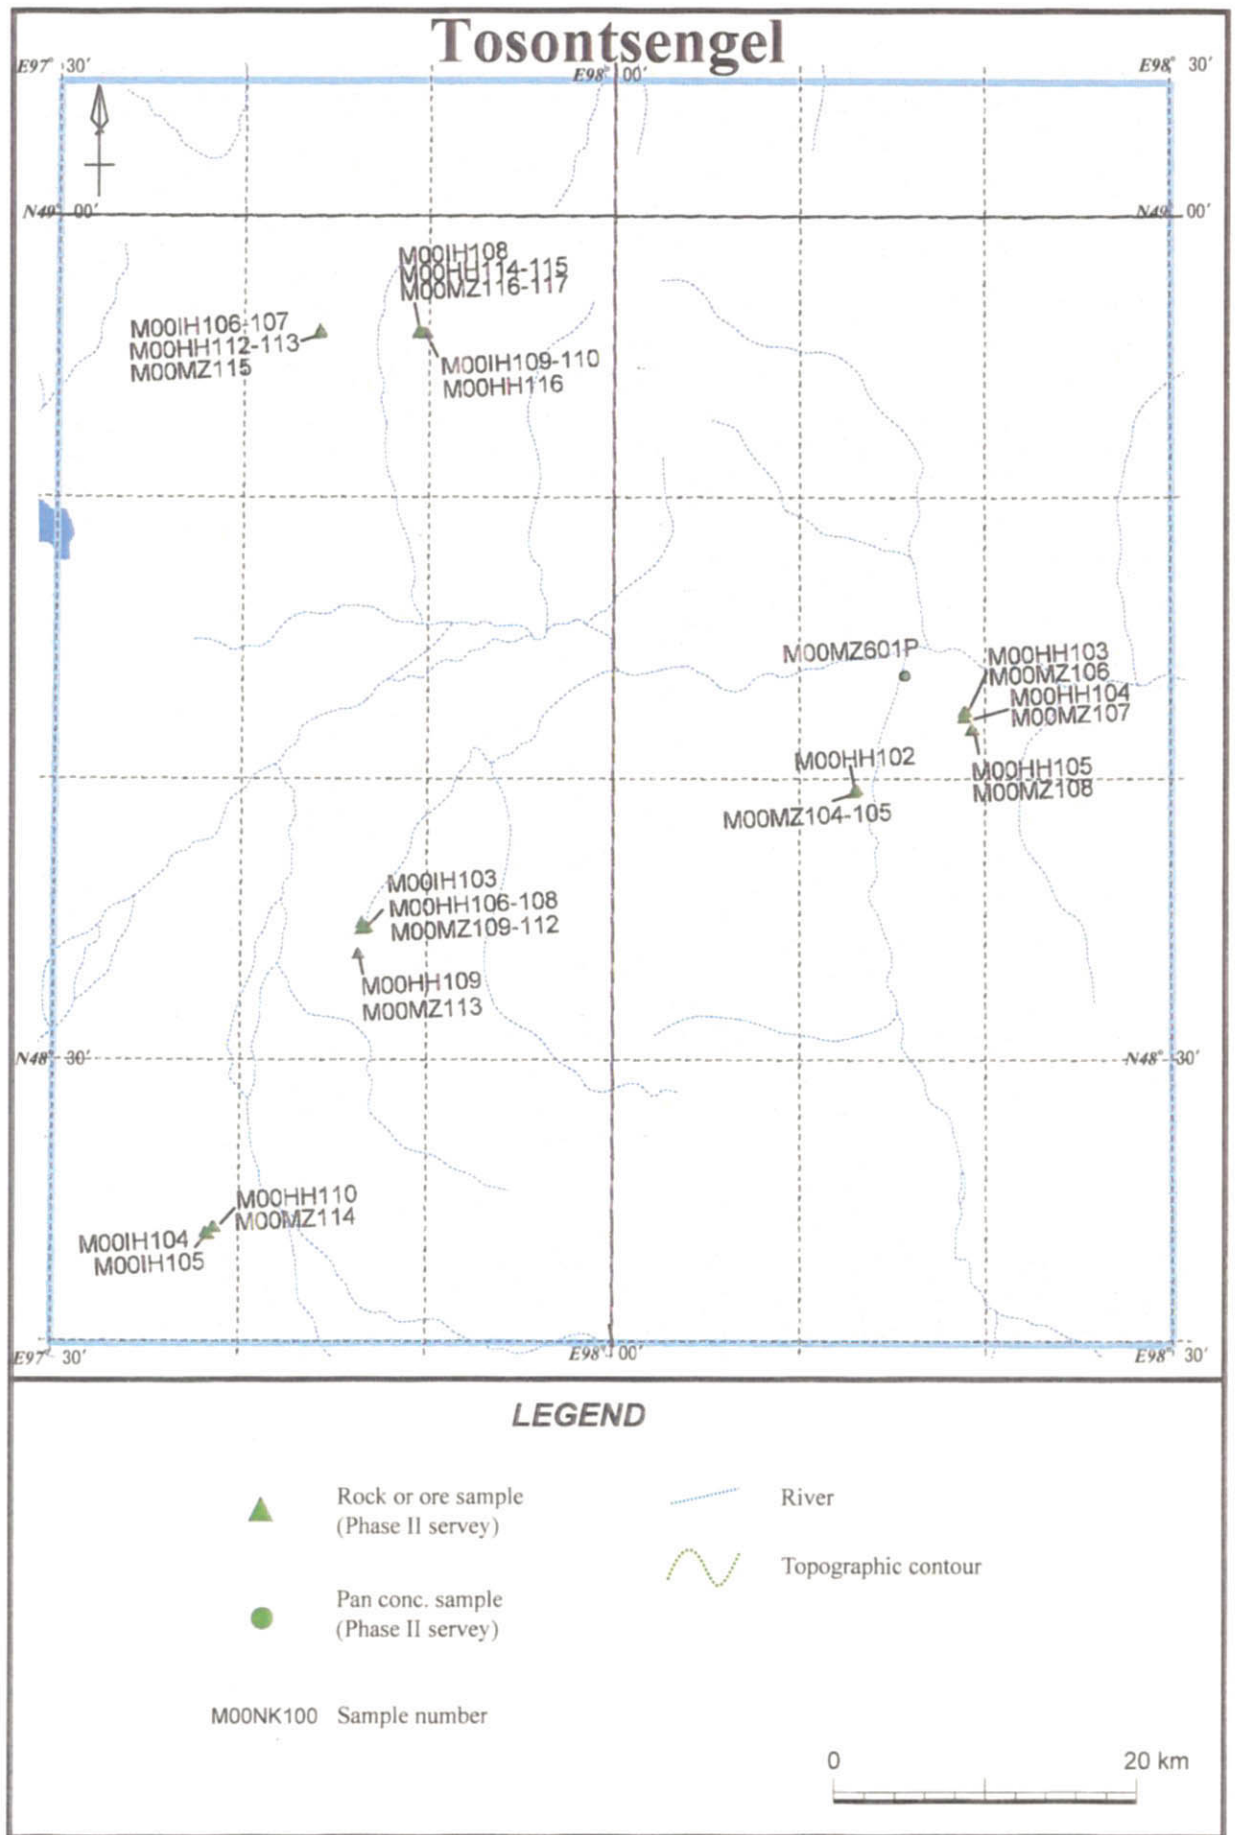 Tosontsengel
E97° 30'
E98° 00'
E98° 30'
N49° 00'
N49° 00'
M00IH108
M00HH114-115
M00MZ116-117
M00IH106-107
M00HH112-113
M00MZ115
M00IH109-110
M00HH116
M00MZ601P
M00HH103
M00MZ106
M00HH104
M00MZ107
M00HH102
M00HH105
M00MZ108
M00MZ104-105
M00IH103
M00HH106-108
M00MZ109-112
M00HH109
M00MZ113
N48° 30'
N48° 30'
M00HH110
M00MZ114
M00IH104
M00IH105
E97° 30'
E98° 00'
E98° 30'
LEGEND
Rock or ore sample
(Phase II servey)
River
Topographic contour
Pan conc. sample
(Phase II servey)
M00NK100 Sample number
0 20 km